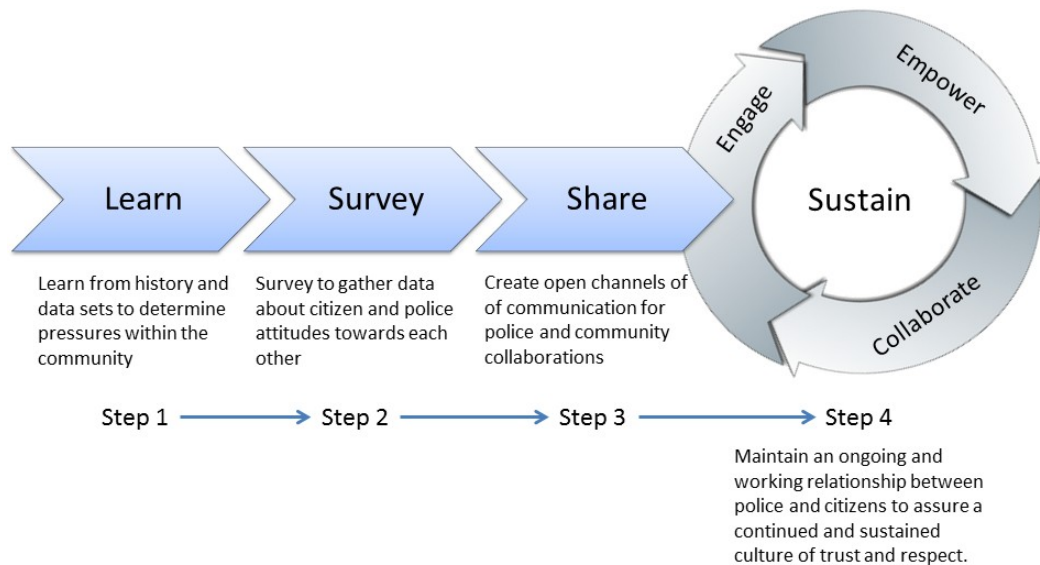 Learn
Survey
Share
Engage
Empower
Collaborate
Sustain
Learn from history and
data sets to determine
pressures within the
community
Survey to gather data
about citizen and police
attitudes towards each
other
Create open channels of
of communication for
police and community
collaborations
Step 1
Step 2
Step 3
Step 4
Maintain an ongoing and
working relationship between
police and citizens to assure a
continued and sustained
culture of trust and respect.